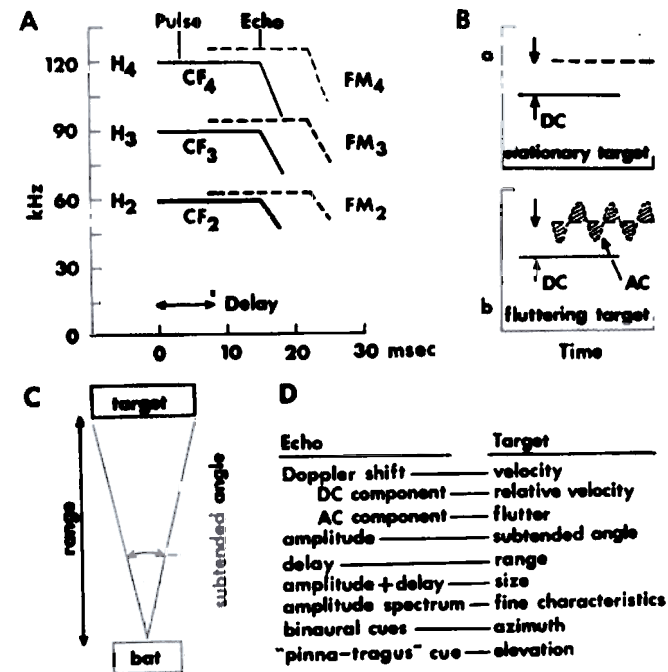 A
Pulse Echo
120 H4 CF4 FM4
90 H3 CF3 FM3
kHz
60 H2 CF2 FM2
30
Delay
0
0 10 20 30 msec
B
a
DC
stationary target
DC AC
b fluttering target
Time
C
target
range
subtended angle
bat
D
Echo Target
Doppler shift — velocity
DC component — relative velocity
AC component — flutter
amplitude — subtended angle
delay — range
amplitude + delay — size
amplitude spectrum — fine characteristics
binaural cues — azimuth
"pinna-tragus" cue — elevation